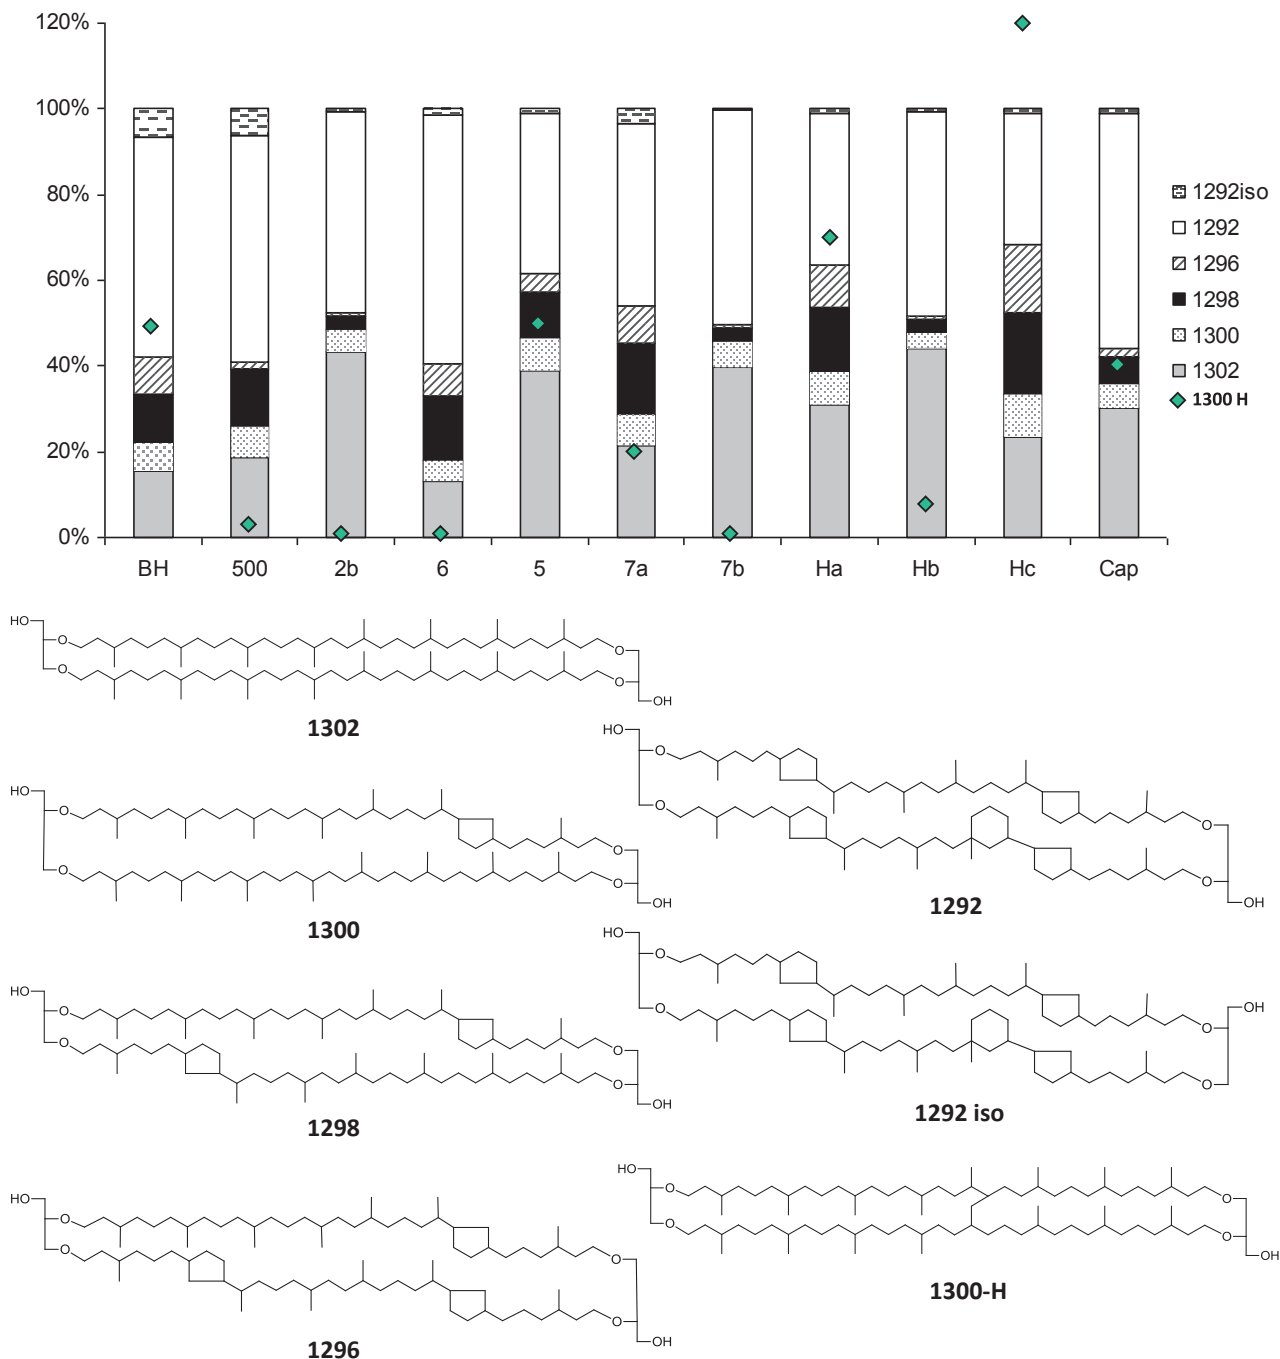 120%
100%
80%
60%
40%
20%
0%
BH 500 2b 6 5 7a 7b Ha Hb Hc Cap
1292iso
1292
1296
1298
1300
1302
1300 H
HO
O
O
O
O
OH
1302
HO
O
O
O
O
OH
1300
HO
O
O
O
O
OH
1298
HO
O
O
O
O
OH
1296
HO
O
O
O
O
OH
1292
HO
O
O
OH
O
O
1292 iso
HO
O
O
O
O
OH
1300-H